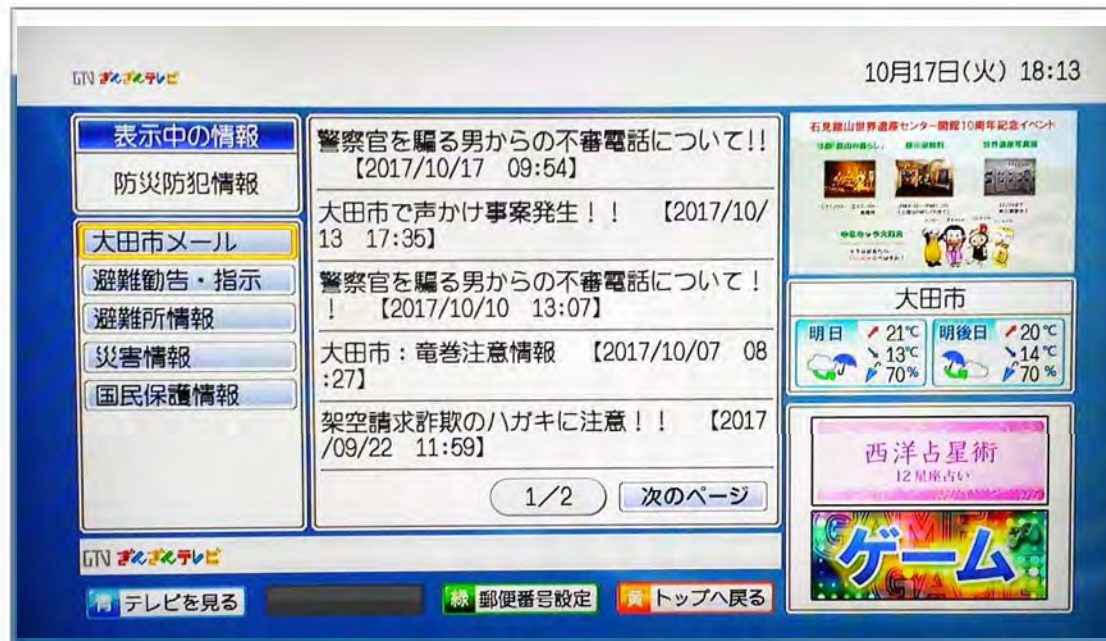 GTV ぎんざんテレビ
10月17日(火) 18:13
表示中の情報
防災防犯情報
大田市メール
避難勧告・指示
避難所情報
災害情報
国民保護情報
警察官を騙る男からの不審電話について!!
【2017/10/17 09:54】
大田市で声かけ事案発生!! 【2017/10/
13 17:35】
警察官を騙る男からの不審電話について!
! 【2017/10/10 13:07】
大田市:竜巻注意情報 【2017/10/07 08
:27】
架空請求詐欺のハガキに注意!! 【2017
/09/22 11:59】
1/2 次のページ
石見銀山世界遺産センター開館10周年記念イベント
世界遺産写真展
大田市
明日 21℃ 13℃ 70%
明後日 20℃ 14℃ 70%
西洋占星術
12星座占い
GAME
ゲーム
GTV ぎんざんテレビ
青 テレビを見る
緑 郵便番号設定
黄 トップへ戻る